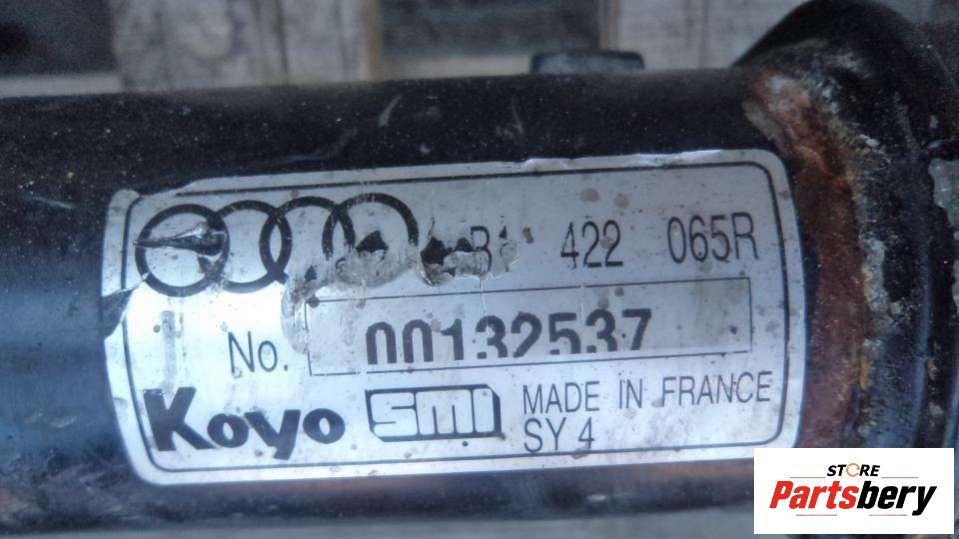 422 065R
No. 00132537
Koyo SMI MADE IN FRANCE
SY 4
STORE
Partsbery